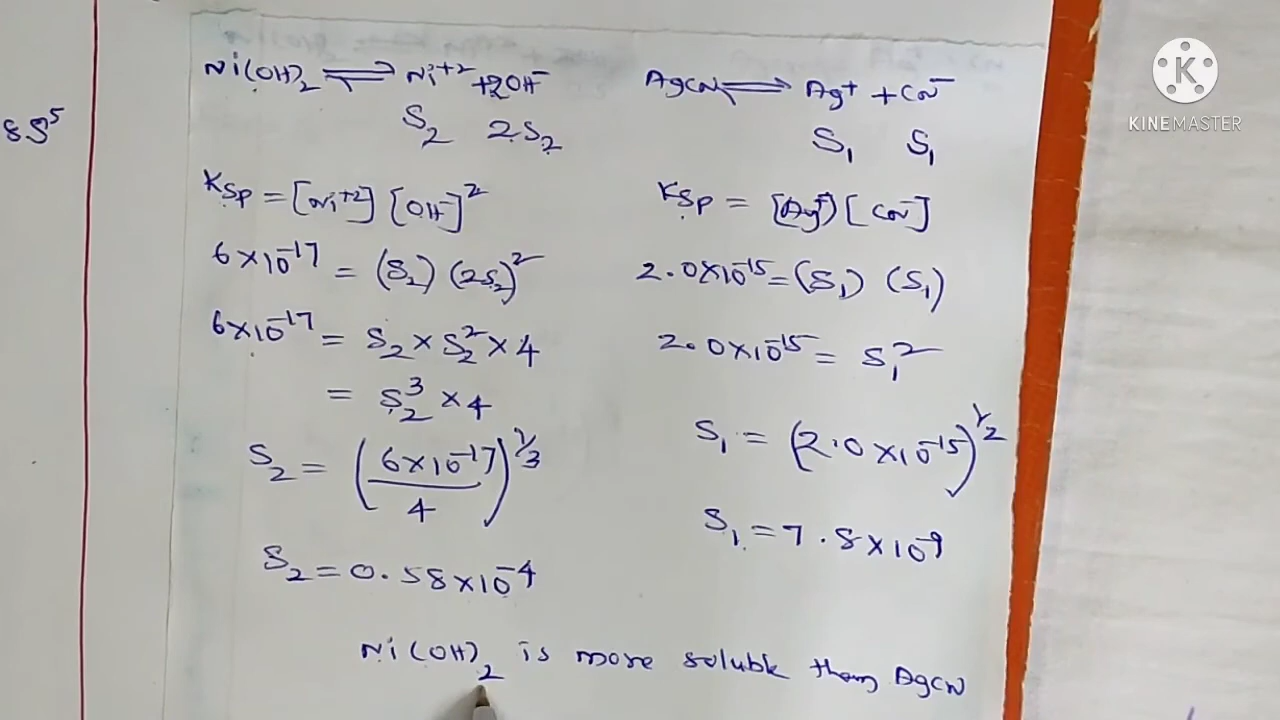 8S⁵
Ni(OH)₂ ⇌ Ni⁺² + 2OH⁻
S₂ 2S₂
Ksp = [Ni⁺²] [OH⁻]²
6×10⁻¹⁷ = (S₂) (2S₂)²
6×10⁻¹⁷ = S₂ × S₂² × 4
= S₂³ × 4
S₂ = (6×10⁻¹⁷/4)^1/3
S₂ = 0.58×10⁻⁴
AgCN ⇌ Ag⁺ + CN⁻
S₁ S₁
Ksp = [Ag⁺] [CN⁻]
2.0×10⁻¹⁵ = (S₁) (S₁)
2.0×10⁻¹⁵ = S₁²
S₁ = (2.0×10⁻¹⁵)^1/2
S₁ = 7.8×10⁻⁹
Ni(OH)₂ is more soluble than AgCN
K
KINEMASTER